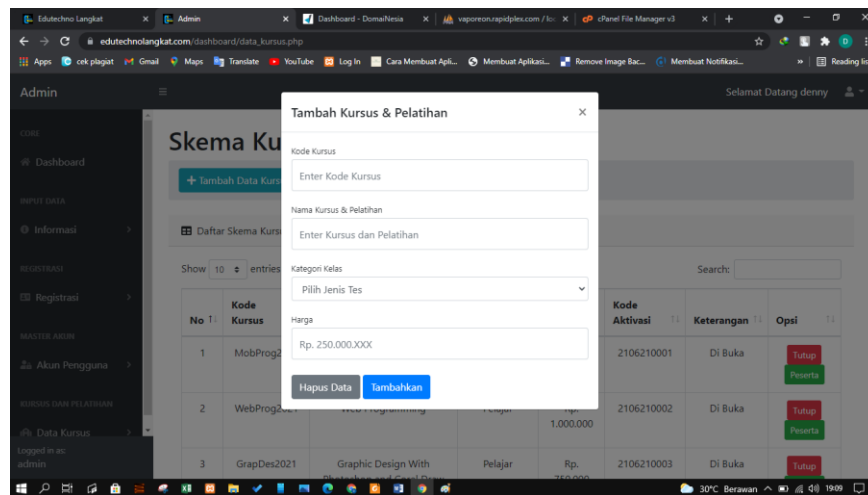 Edutechno Langkat
Admin
Dashboard - DomaiNesia
vaporeon.rapidplex.com / loc
cPanel File Manager v3
edutechnolangkat.com/dashboard/data_kursus.php
Apps cek plagiat Gmail Maps Translate YouTube Log In Cara Membuat Apli... Membuat Aplikasi... Remove Image Bac... Membuat Notifikasi... » Reading lis
Admin
Selamat Datang denny
CORE
Dashboard
INPUT DATA
Informasi
REGISTRASI
Registrasi
MASTER AKUN
Akun Pengguna
KURSUS DAN PELATIHAN
Data Kursus
Logged in as:
admin
Skema Ku
+ Tambah Data Kurs
Daftar Skema Kurs
Show 10 entries
Search:
Tambah Kursus & Pelatihan ×
Kode Kursus
Enter Kode Kursus
Nama Kursus & Pelatihan
Enter Kursus dan Pelatihan
Kategori Kelas
Pilih Jenis Tes
Harga
Rp. 250.000.XXX
Hapus Data Tambahkan
No Kode Kursus Kode Aktivasi Keterangan Opsi
1 MobProg2 2106210001 Di Buka Tutup
Peserta
2 WebProg2021 Web Programming Pelajar Rp. 1.000.000 2106210002 Di Buka Tutup
Peserta
3 GrapDes2021 Graphic Design With Pelajar Rp. 2106210003 Di Buka Tutup
30°C Berawan 19:09